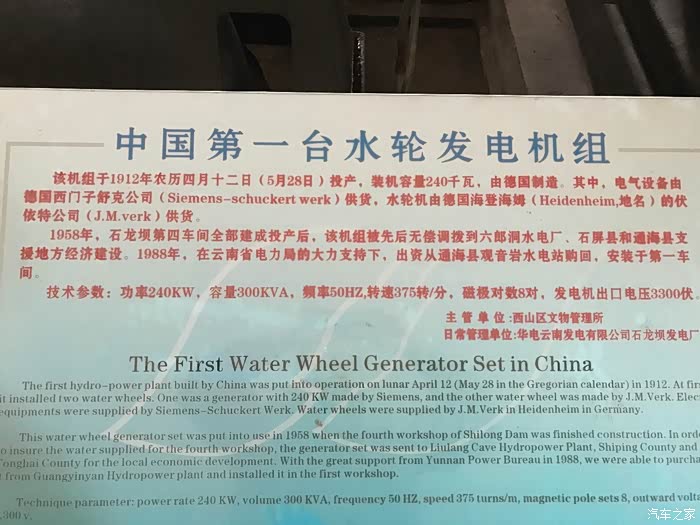 中国第一台水轮发电机组
该机组于1912年农历四月十二日（5月28日）投产，装机容量240千瓦，由德国制造。其中，电气设备由
德国西门子舒克公司（Siemens-schuckert werk）供货，水轮机由德国海登海姆（Heidenheim,地名）的伏
依特公司（J.M.verk）供货。
1958年，石龙坝第四车间全部建成投产后，该机组被先后无偿调拨到六郎洞水电厂、石屏县和通海县支
援地方经济建设。1988年，在云南省电力局的大力支持下，出资从通海县观音岩水电站购回，安装于第一车
间。
技术参数：功率240KW，容量300KVA，频率50HZ,转速375转/分，磁极对数8对，发电机出口电压3300伏。
主 管 单 位:西山区文物管理所
日常管理单位:华电云南发电有限公司石龙坝发电厂
The First Water Wheel Generator Set in China
The first hydro-power plant built by China was put into operation on lunar April 12 (May 28 in the Gregorian calendar) in 1912. At fir
it installed two water wheels. One was a generator with 240 KW made by Siemens, and the other water wheel was made by J.M.Verk. Elec
equipments were supplied by Siemens-Schuckert Werk. Water wheels were supplied by J.M.Verk in Heidenheim in Germany.
This water wheel generator set was put into use in 1958 when the fourth workshop of Shilong Dam was finished construction. In orde
to insure the water supplied for the fourth workshop, the generator set was sent to Liulang Cave Hydropower Plant, Shiping County and
Tonghai County for the local economic development. With the great support from Yunnan Power Bureau in 1988, we were able to purcha
t from Guangyinyan Hydropower plant and installed it in the first workshop.
Technique parameter: power rate 240 KW, volume 300 KVA, frequency 50 HZ, speed 375 turns/m, magnetic pole sets 8, outward volt
,300 v.
汽车之家